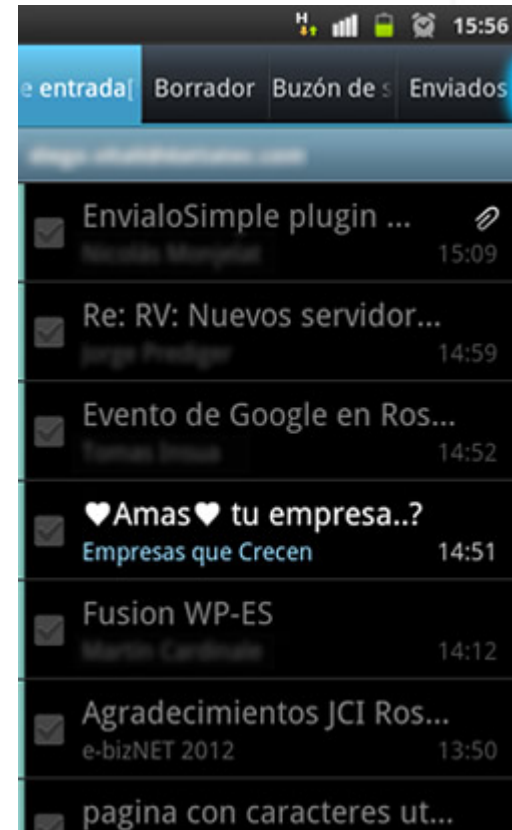 H 15:56
e entrada[ Borrador Buzón de s Enviados
EnvialoSimple plugin ...
15:09
Re: RV: Nuevos servidor...
14:59
Evento de Google en Ros...
14:52
♥Amas♥ tu empresa..?
Empresas que Crecen 14:51
Fusion WP-ES
14:12
Agradecimientos JCI Ros...
e-bizNET 2012 13:50
pagina con caracteres ut...